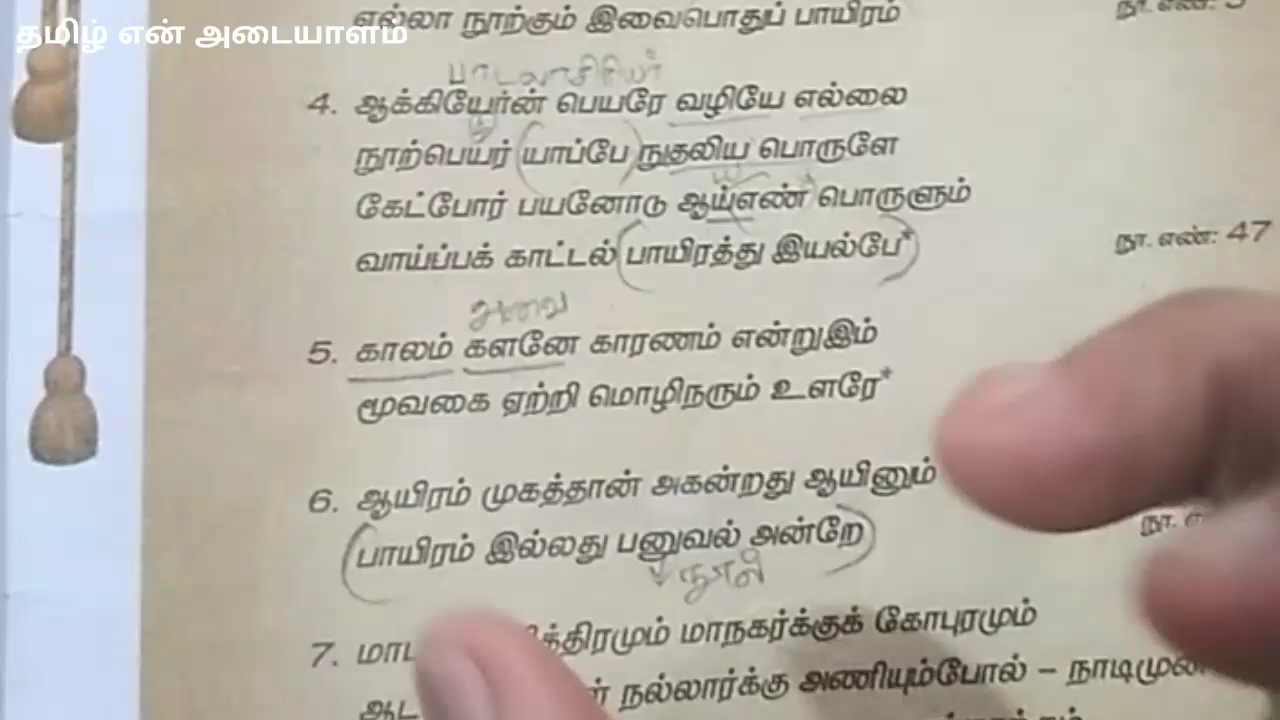 எல்லா நூற்கும் இவைபொதுப் பாயிரம்
தமிழ் என் அடையாளம்
பாடலாசிரியர்
4. ஆக்கியோன் பெயரே வழியே எல்லை
நூற்பெயர் (யாப்பே) நுதலிய பொருளே
கேட்போர் பயனோடு ஆய்எண் பொருளும்
வாய்ப்பக் காட்டல் (பாயிரத்து இயல்பே*)
நூ. எண்: 47
அவை
5. காலம் களனே காரணம் என்றுஇம்
மூவகை ஏற்றி மொழிநரும் உளரே*
6. ஆயிரம் முகத்தான் அகன்றது ஆயினும்
(பாயிரம் இல்லது பனுவல் அன்றே)
நூல்
7. கோபுரமும் மாநகர்க்குக்
நல்லார்க்கு அணியும்போல் –